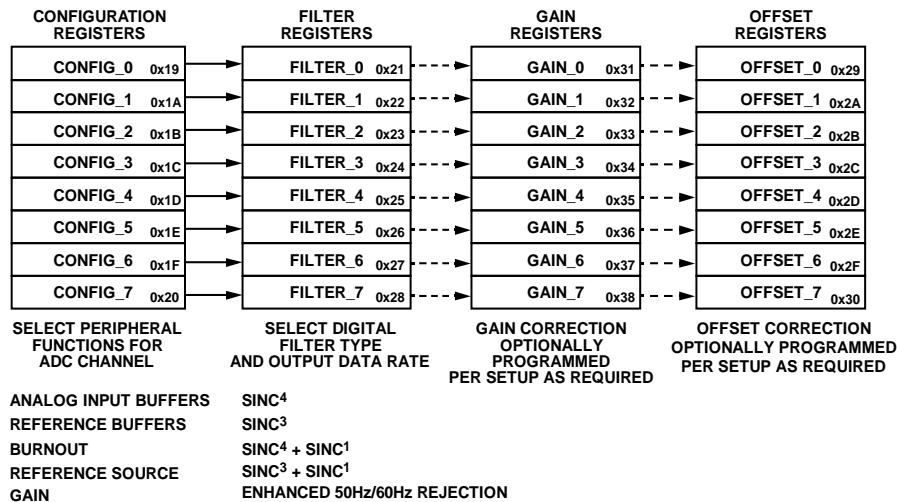 CONFIGURATION REGISTERS
FILTER REGISTERS
GAIN REGISTERS
OFFSET REGISTERS
CONFIG_0 0x19
FILTER_0 0x21
GAIN_0 0x31
OFFSET_0 0x29
CONFIG_1 0x1A
FILTER_1 0x22
GAIN_1 0x32
OFFSET_1 0x2A
CONFIG_2 0x1B
FILTER_2 0x23
GAIN_2 0x33
OFFSET_2 0x2B
CONFIG_3 0x1C
FILTER_3 0x24
GAIN_3 0x34
OFFSET_3 0x2C
CONFIG_4 0x1D
FILTER_4 0x25
GAIN_4 0x35
OFFSET_4 0x2D
CONFIG_5 0x1E
FILTER_5 0x26
GAIN_5 0x36
OFFSET_5 0x2E
CONFIG_6 0x1F
FILTER_6 0x27
GAIN_6 0x37
OFFSET_6 0x2F
CONFIG_7 0x20
FILTER_7 0x28
GAIN_7 0x38
OFFSET_7 0x30
SELECT PERIPHERAL
FUNCTIONS FOR
ADC CHANNEL
SELECT DIGITAL
FILTER TYPE
AND OUTPUT DATA RATE
GAIN CORRECTION
OPTIONALLY
PROGRAMMED
PER SETUP AS REQUIRED
OFFSET CORRECTION
OPTIONALLY PROGRAMMED
PER SETUP AS REQUIRED
ANALOG INPUT BUFFERS
REFERENCE BUFFERS
BURNOUT
REFERENCE SOURCE
GAIN
SINC⁴
SINC³
SINC⁴ + SINC¹
SINC³ + SINC¹
ENHANCED 50Hz/60Hz REJECTION